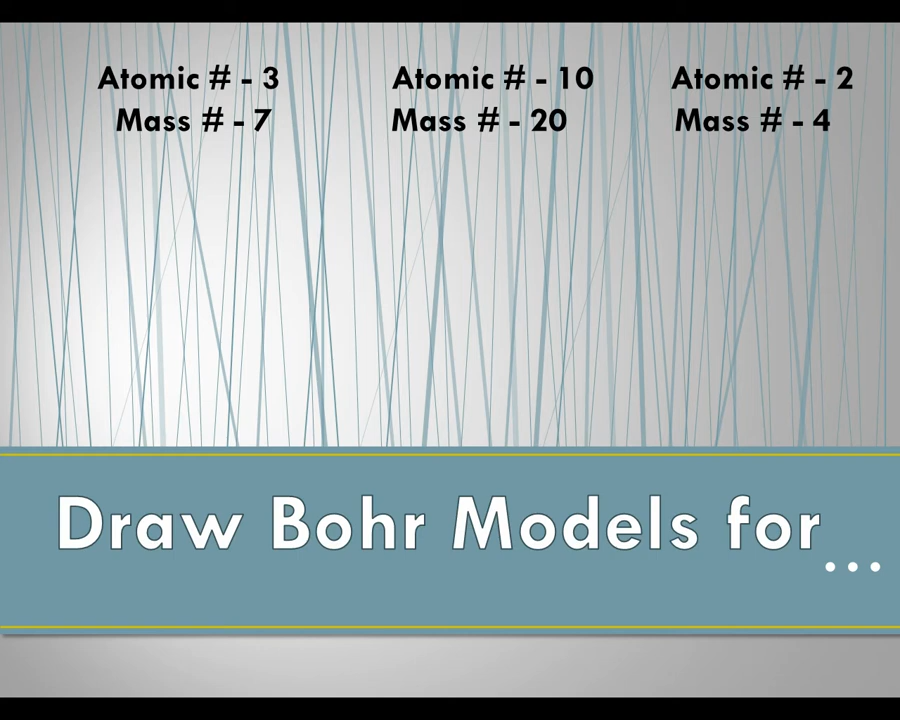 Atomic # - 3
Mass # - 7
Atomic # - 10
Mass # - 20
Atomic # - 2
Mass # - 4
Draw Bohr Models for...